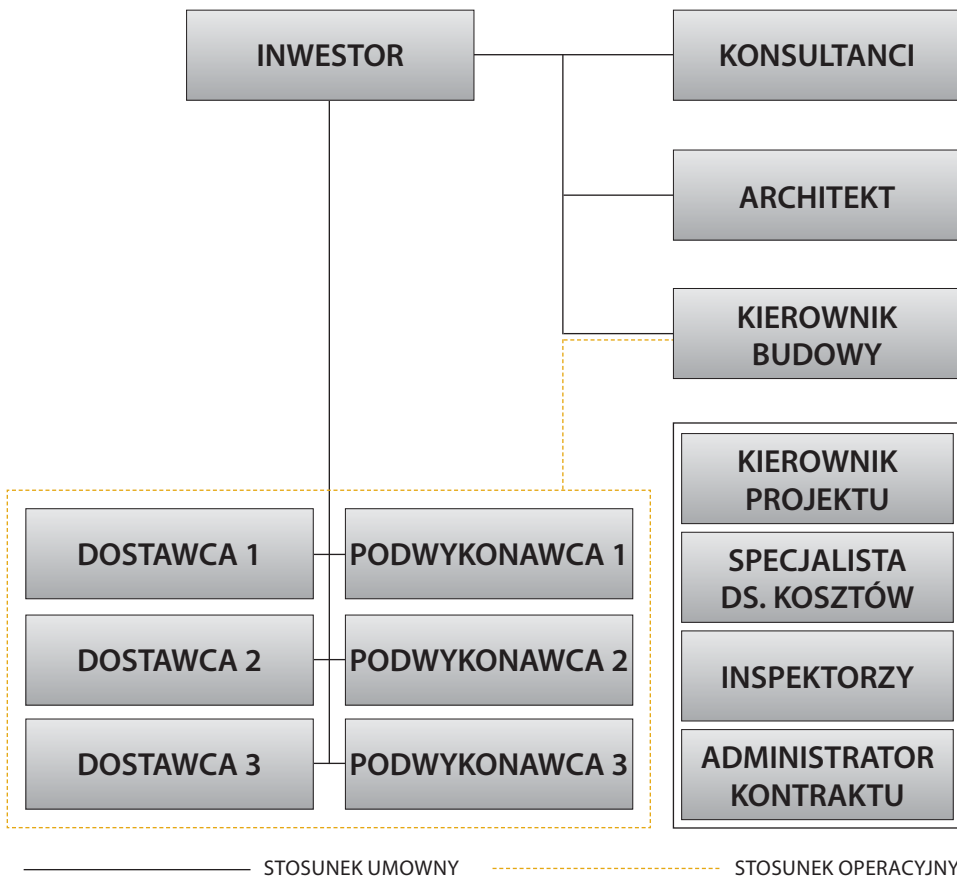 INWESTOR
KONSULTANCI
ARCHITEKT
KIEROWNIK
BUDOWY
KIEROWNIK
PROJEKTU
SPECJALISTA
DS. KOSZTÓW
INSPEKTORZY
ADMINISTRATOR
KONTRAKTU
DOSTAWCA 1
PODWYKONAWCA 1
DOSTAWCA 2
PODWYKONAWCA 2
DOSTAWCA 3
PODWYKONAWCA 3
STOSUNEK UMOWNY
STOSUNEK OPERACYJNY